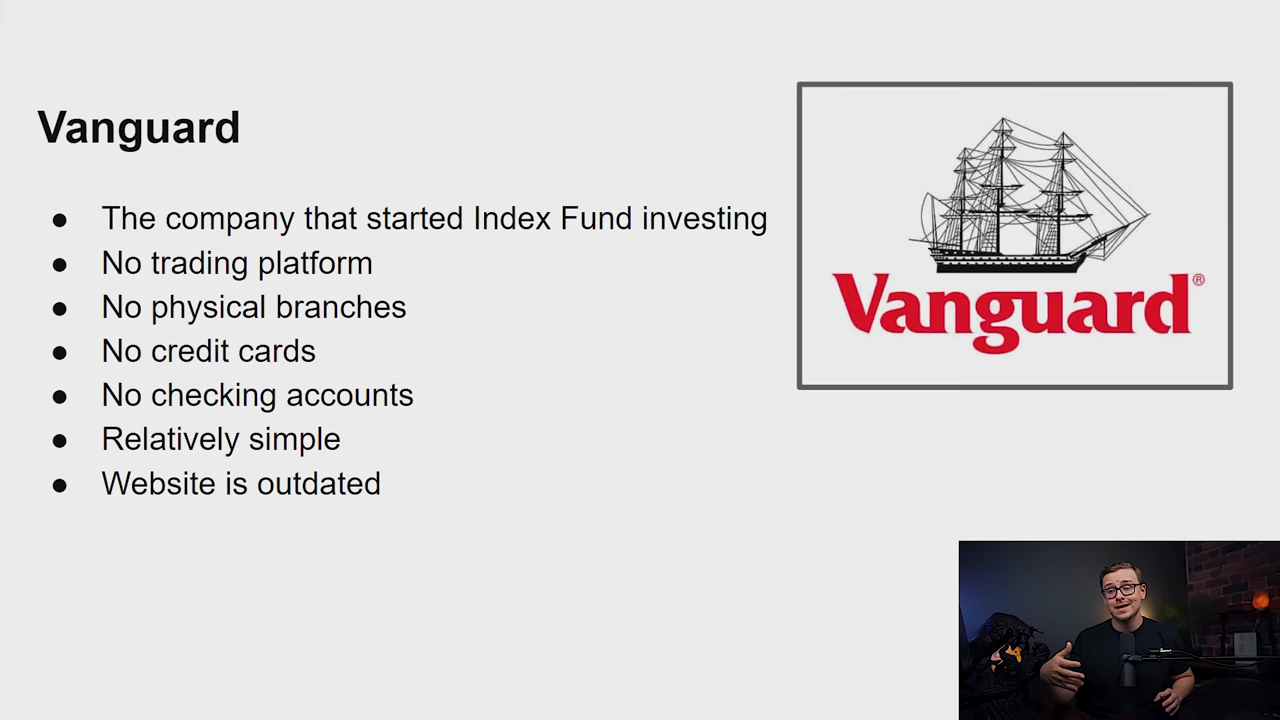 Vanguard
● The company that started Index Fund investing
● No trading platform
● No physical branches
● No credit cards
● No checking accounts
● Relatively simple
● Website is outdated
Vanguard®